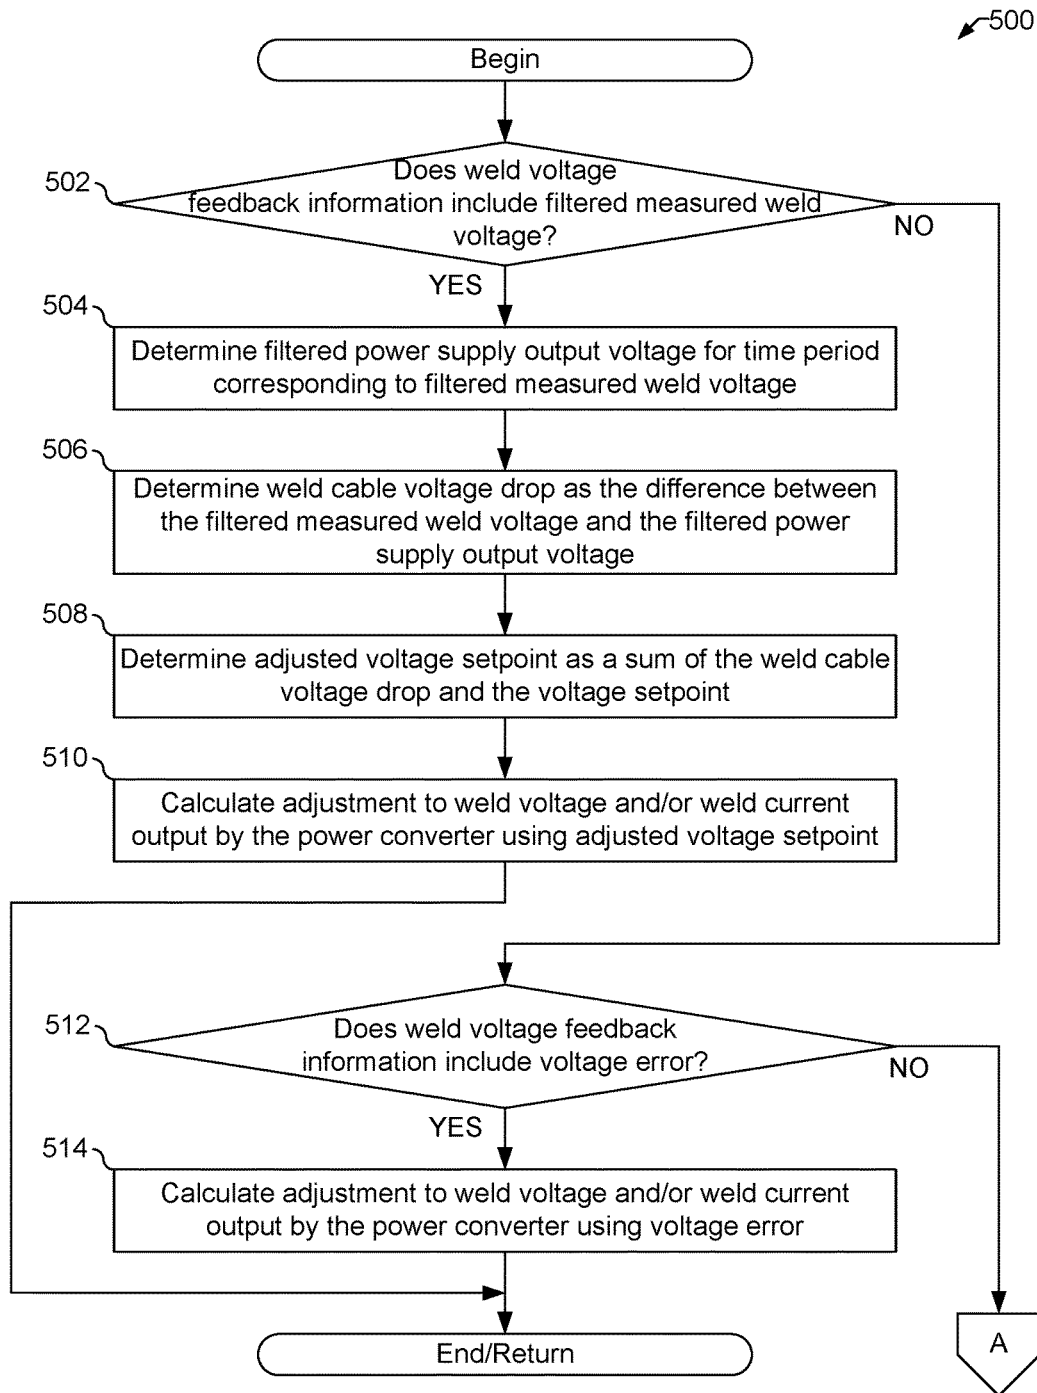 500
Begin
502
Does weld voltage
feedback information include filtered measured weld
voltage?
NO
YES
504
Determine filtered power supply output voltage for time period
corresponding to filtered measured weld voltage
506
Determine weld cable voltage drop as the difference between
the filtered measured weld voltage and the filtered power
supply output voltage
508
Determine adjusted voltage setpoint as a sum of the weld cable
voltage drop and the voltage setpoint
510
Calculate adjustment to weld voltage and/or weld current
output by the power converter using adjusted voltage setpoint
512
Does weld voltage feedback
information include voltage error?
NO
YES
514
Calculate adjustment to weld voltage and/or weld current
output by the power converter using voltage error
End/Return
A